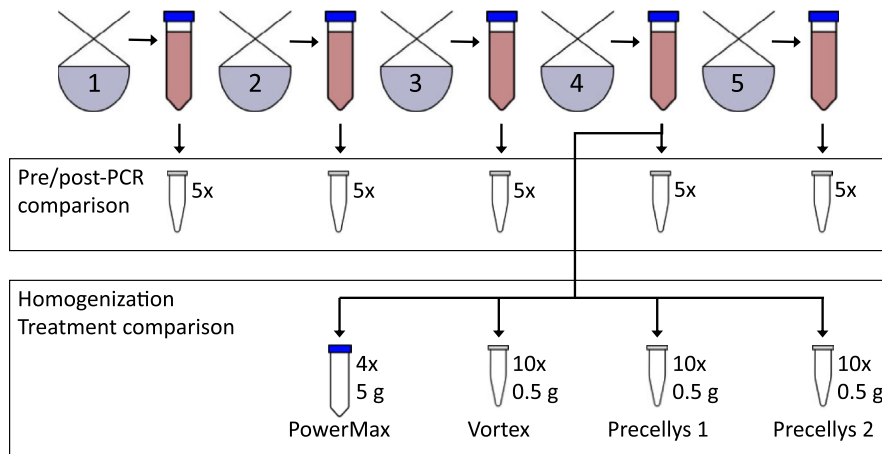 1 2 3 4 5
Pre/post-PCR
comparison
5x 5x 5x 5x 5x
Homogenization
Treatment comparison
4x 10x 10x 10x
5 g 0.5 g 0.5 g 0.5 g
PowerMax Vortex Precellys 1 Precellys 2